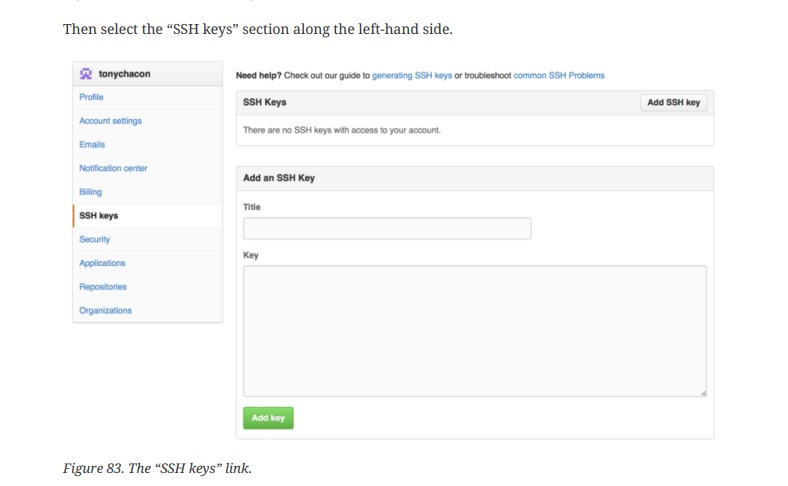 Then select the “SSH keys” section along the left-hand side.
tonychacon
Profile
Account settings
Emails
Notification center
Billing
SSH keys
Security
Applications
Repositories
Organizations
Need help? Check out our guide to generating SSH keys or troubleshoot common SSH Problems
SSH Keys
Add SSH key
There are no SSH keys with access to your account.
Add an SSH Key
Title
Key
Add key
Figure 83. The “SSH keys” link.